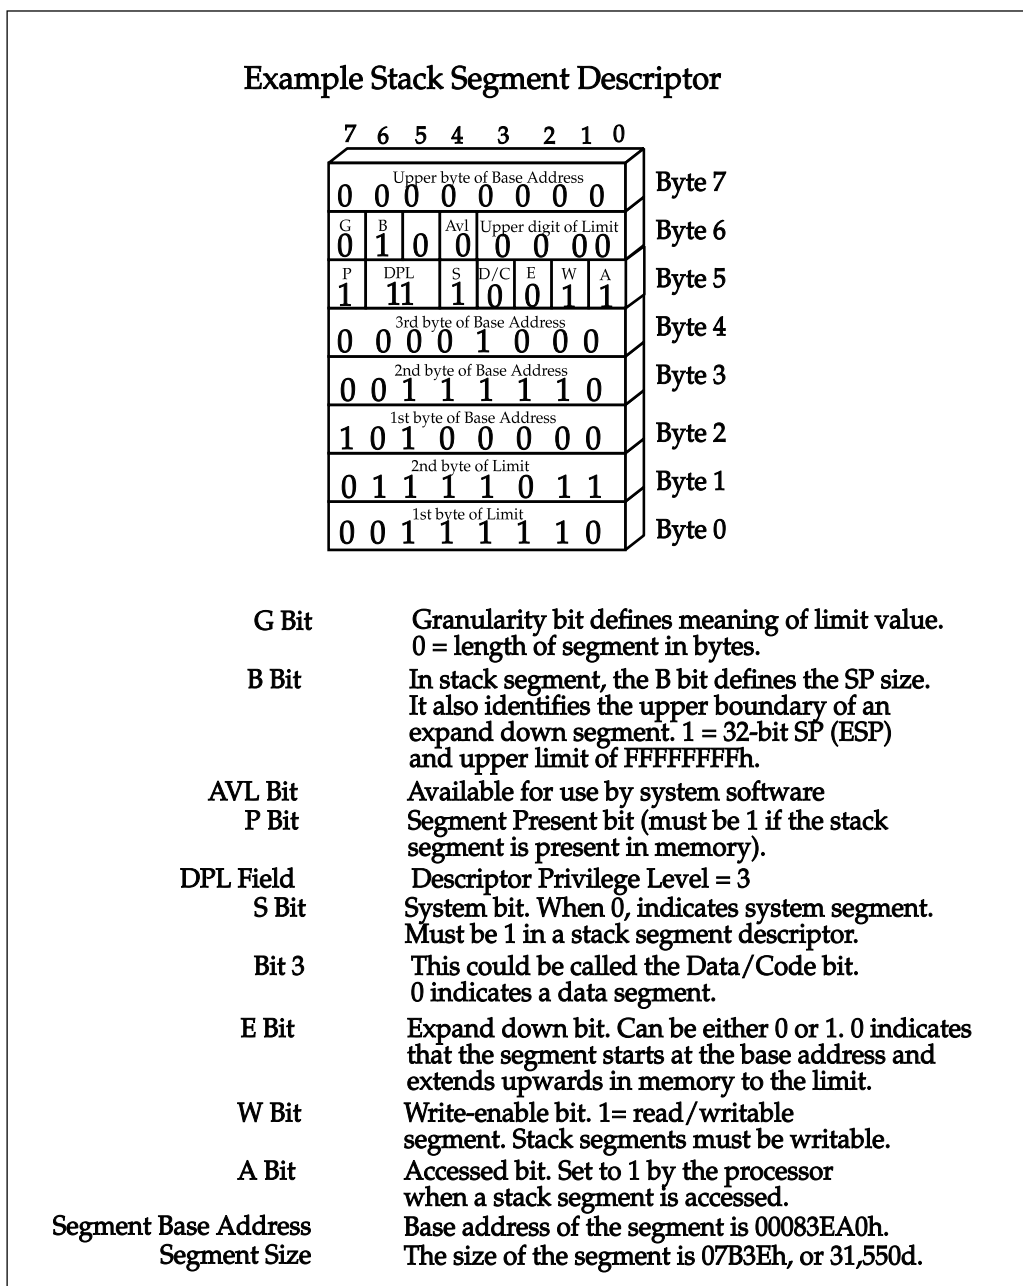 Example Stack Segment Descriptor
7 6 5 4 3 2 1 0
Upper byte of Base Address
0 0 0 0 0 0 0 0
Byte 7
G B Avl Upper digit of Limit
0 1 0 0 0 0 0 0
Byte 6
P DPL S D/C E W A
1 11 1 0 0 1 1
Byte 5
3rd byte of Base Address
0 0 0 0 1 0 0 0
Byte 4
2nd byte of Base Address
0 0 1 1 1 1 1 0
Byte 3
1st byte of Base Address
1 0 1 0 0 0 0 0
Byte 2
2nd byte of Limit
0 1 1 1 1 0 1 1
Byte 1
1st byte of Limit
0 0 1 1 1 1 1 0
Byte 0
G Bit Granularity bit defines meaning of limit value.
0 = length of segment in bytes.
B Bit In stack segment, the B bit defines the SP size.
It also identifies the upper boundary of an
expand down segment. 1 = 32-bit SP (ESP)
and upper limit of FFFFFFFFh.
AVL Bit Available for use by system software
P Bit Segment Present bit (must be 1 if the stack
segment is present in memory).
DPL Field Descriptor Privilege Level = 3
S Bit System bit. When 0, indicates system segment.
Must be 1 in a stack segment descriptor.
Bit 3 This could be called the Data/Code bit.
0 indicates a data segment.
E Bit Expand down bit. Can be either 0 or 1. 0 indicates
that the segment starts at the base address and
extends upwards in memory to the limit.
W Bit Write-enable bit. 1= read/writable
segment. Stack segments must be writable.
A Bit Accessed bit. Set to 1 by the processor
when a stack segment is accessed.
Segment Base Address Base address of the segment is 00083EA0h.
Segment Size The size of the segment is 07B3Eh, or 31,550d.